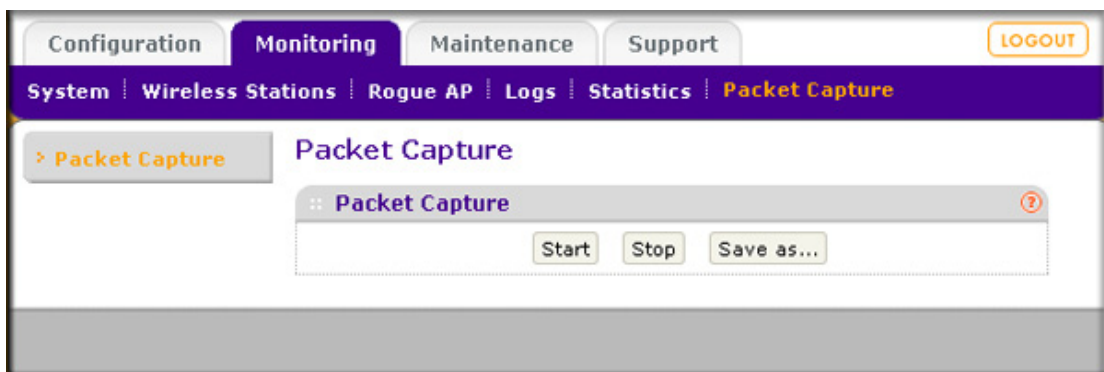 Configuration Monitoring Maintenance Support LOGOUT
System Wireless Stations Rogue AP Logs Statistics Packet Capture
Packet Capture
Packet Capture
Packet Capture ?
Start Stop Save as...